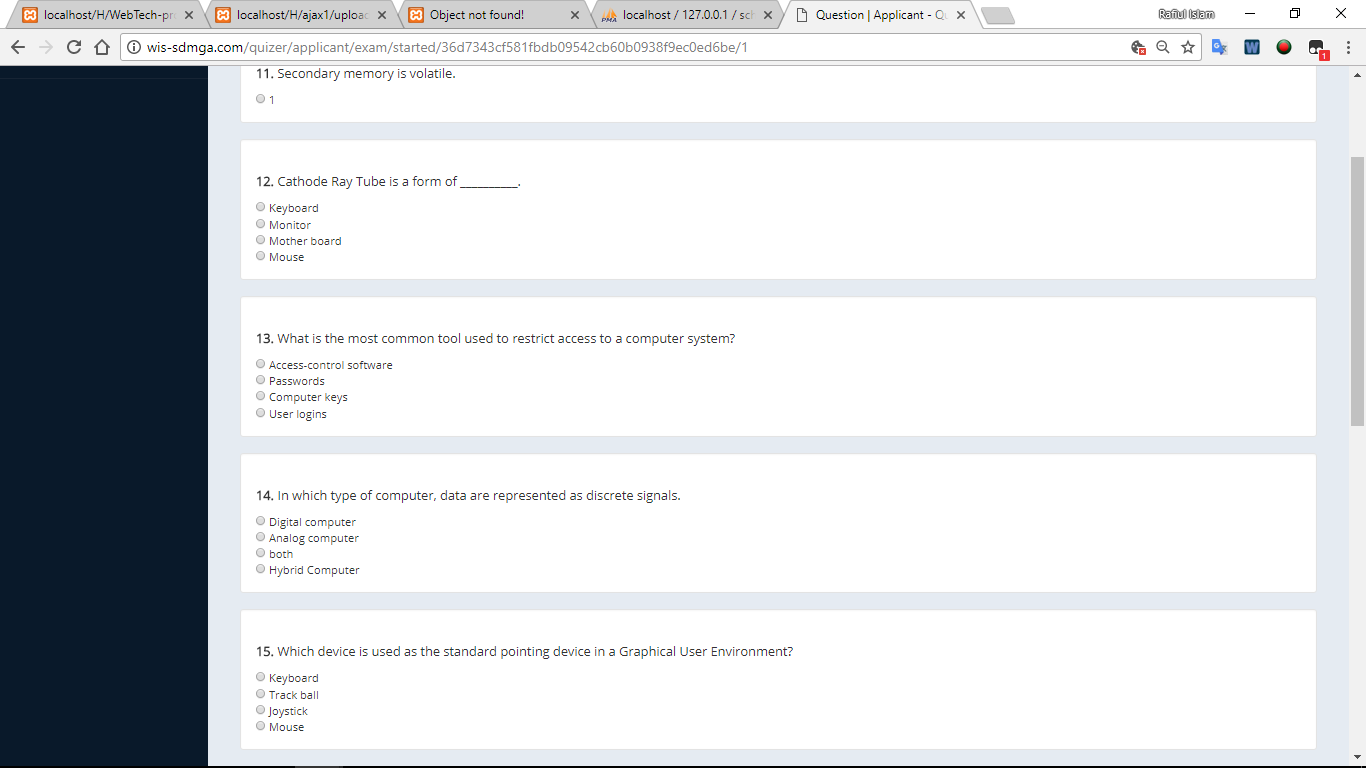 localhost/H/WebTech-pr
localhost/H/ajax1/upload
Object not found!
localhost / 127.0.0.1 / sch
Question | Applicant - Q
Rafiul Islam
wis-sdmga.com/quizer/applicant/exam/started/36d7343cf581fbdb09542cb60b0938f9ec0ed6be/1
11. Secondary memory is volatile.
1
12. Cathode Ray Tube is a form of __________.
Keyboard
Monitor
Mother board
Mouse
13. What is the most common tool used to restrict access to a computer system?
Access-control software
Passwords
Computer keys
User logins
14. In which type of computer, data are represented as discrete signals.
Digital computer
Analog computer
both
Hybrid Computer
15. Which device is used as the standard pointing device in a Graphical User Environment?
Keyboard
Track ball
Joystick
Mouse